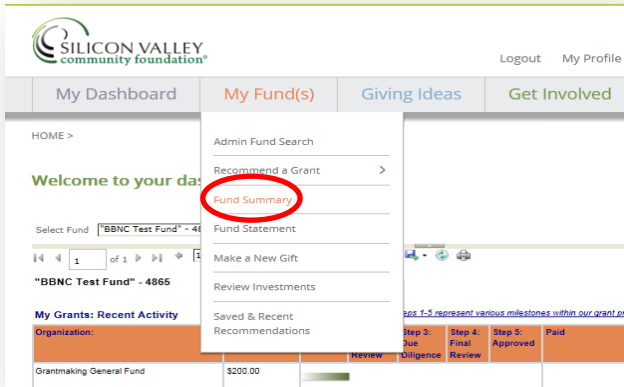 SILICON VALLEY
community foundation®
Logout My Profile
My Dashboard My Fund(s) Giving Ideas Get Involved
HOME >
Admin Fund Search
Recommend a Grant >
Welcome to your
Fund Summary
Select Fund "BBNC Test Fund" - 48
Fund Statement
1 of 1
Make a New Gift
"BBNC Test Fund" - 4865
Review Investments
My Grants: Recent Activity
Saved & Recent
Recommendations
steps 1-5 represent various milestones within our grant
Organization: Review Step 3: Due Diligence Step 4: Final Review Step 5: Approved Paid
Grantmaking General Fund $200.00